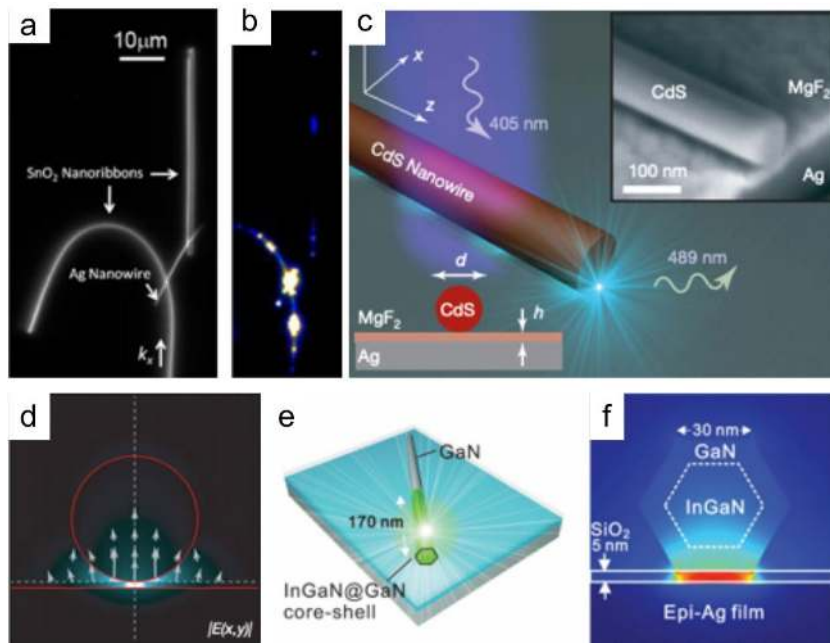 a
10μm
SnO₂ Nanoribbons
Ag Nanowire
kₓ
b
c
x
z
405 nm
CdS Nanowire
489 nm
d
CdS
MgF₂
h
Ag
CdS
MgF₂
100 nm
Ag
d
|E(x,y)|
e
GaN
170 nm
InGaN@GaN
core-shell
f
30 nm
GaN
InGaN
SiO₂
5 nm
Epi-Ag film